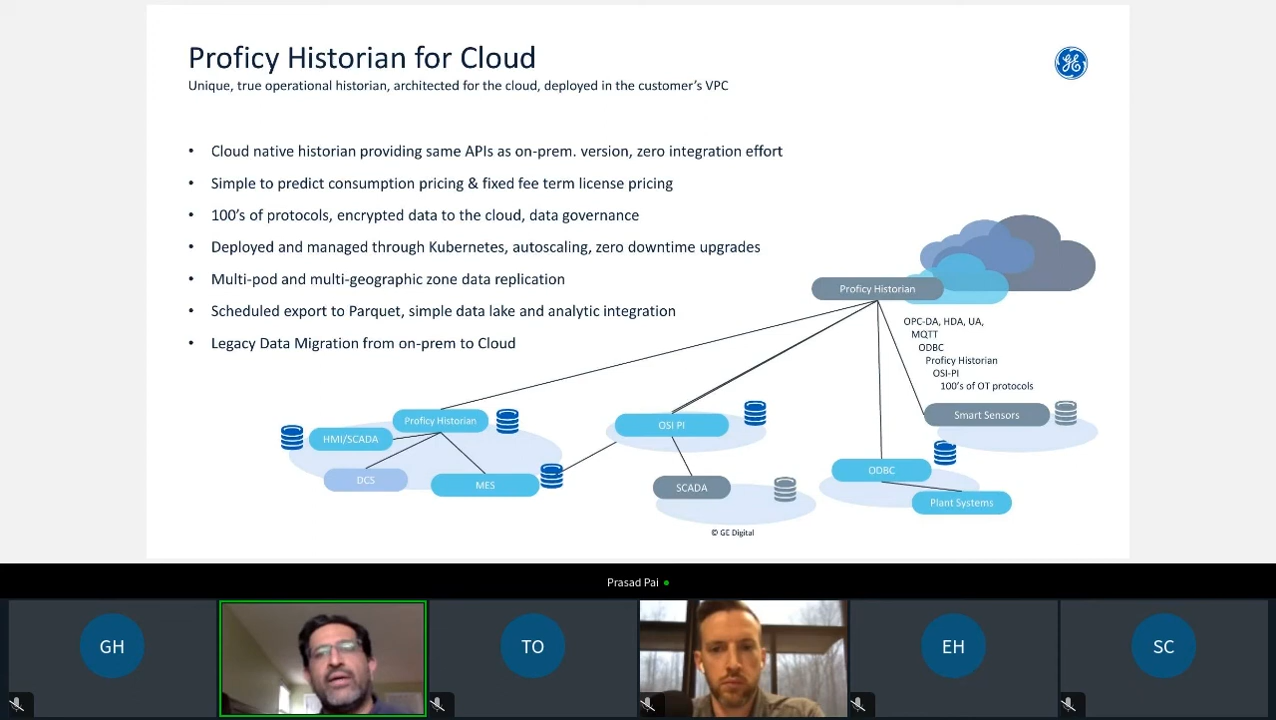 Proficy Historian for Cloud
Unique, true operational historian, architected for the cloud, deployed in the customer's VPC
• Cloud native historian providing same APIs as on-prem. version, zero integration effort
• Simple to predict consumption pricing & fixed fee term license pricing
• 100's of protocols, encrypted data to the cloud, data governance
• Deployed and managed through Kubernetes, autoscaling, zero downtime upgrades
• Multi-pod and multi-geographic zone data replication
• Scheduled export to Parquet, simple data lake and analytic integration
• Legacy Data Migration from on-prem to Cloud
Proficy Historian
OPC-DA, HDA, UA,
MQTT
ODBC
Proficy Historian
OSI-PI
100's of OT protocols
Smart Sensors
Proficy Historian
HMI/SCADA
DCS
MES
OSI PI
SCADA
ODBC
Plant Systems
© GE Digital
Prasad Pai
GH
TO
EH
SC